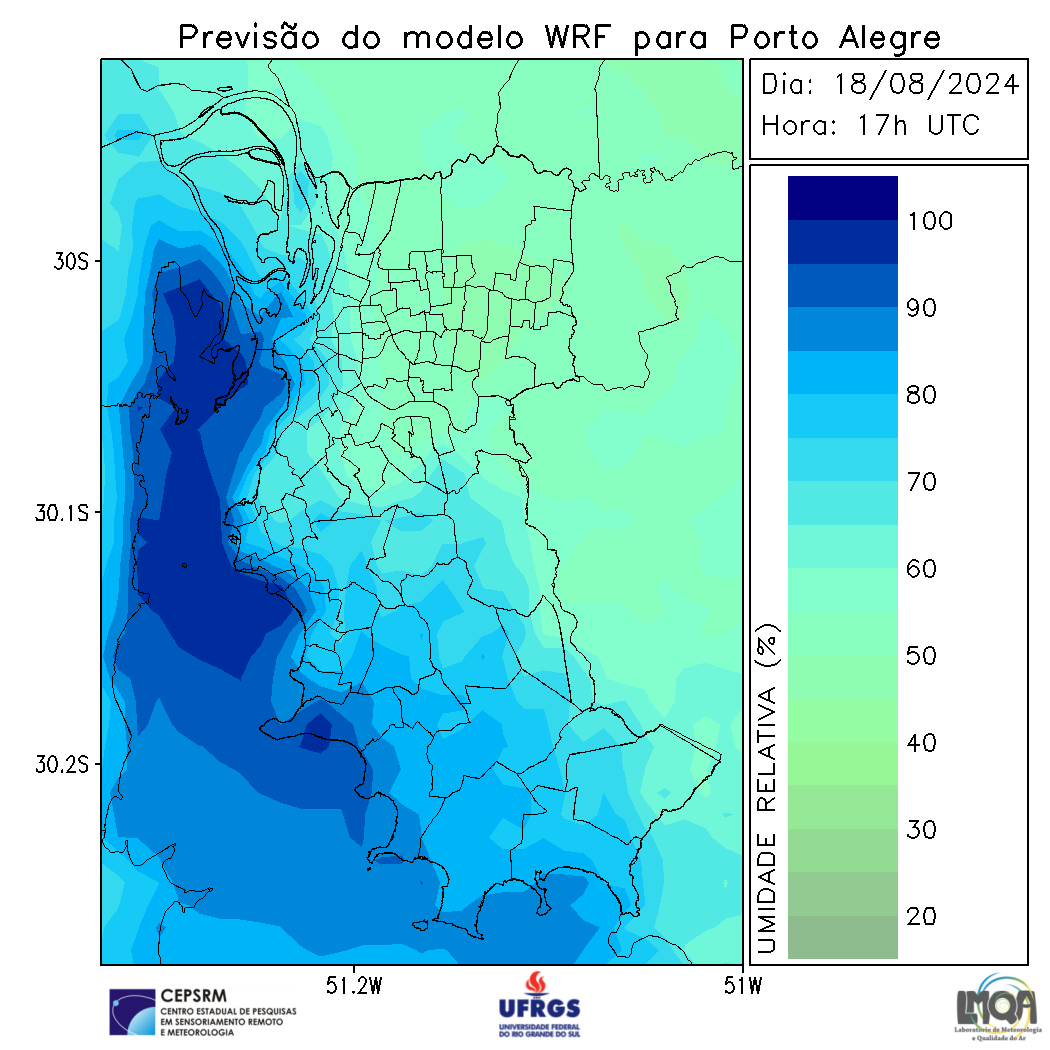 Previsão do modelo WRF para Porto Alegre
Dia: 18/08/2024
Hora: 17h UTC
30S
30.1S
30.2S
51.2W
51W
UMIDADE RELATIVA (%)
100
90
80
70
60
50
40
30
20
CEPSRM
CENTRO ESTADUAL DE PESQUISAS
EM SENSORIAMENTO REMOTO
E METEOROLOGIA
UFRGS
UNIVERSIDADE FEDERAL
DO RIO GRANDE DO SUL
LMQA
Laboratório de Meteorologia
e Qualidade do Ar